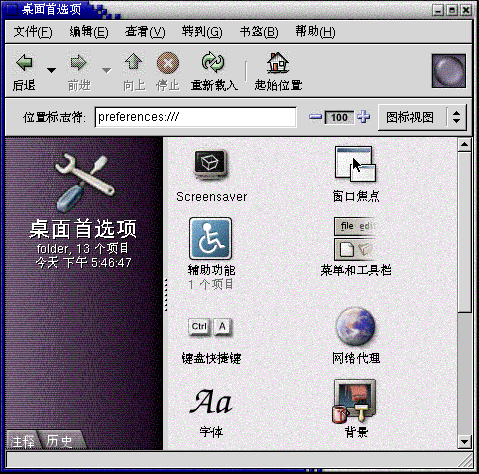 桌面首选项
文件(F) 编辑(E) 查看(V) 转到(G) 书签(B) 帮助(H)
后退 前进 向上 停止 重新载入 起始位置
位置标志符: preferences:/// 100 图标视图
桌面首选项
folder, 13 个项目
今天 下午 5:46:47
Screensaver 窗口焦点
file edi
辅助功能 菜单和工具栏
1 个项目
Ctrl A
键盘快捷键 网络代理
Aa
字体 背景
注释 历史